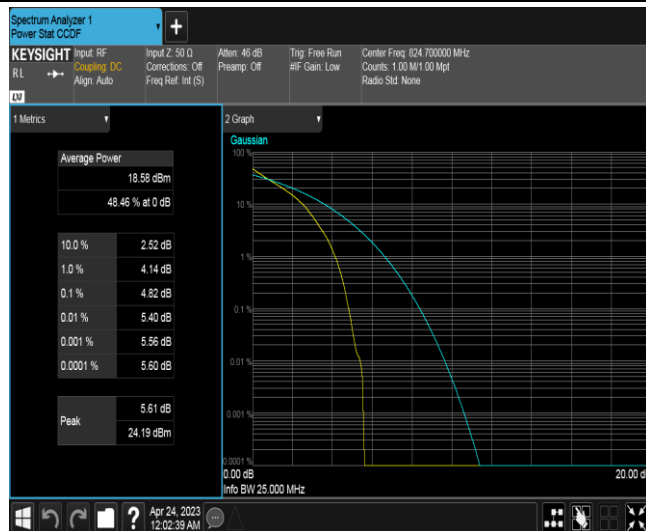 Spectrum Analyzer 1
Power Stat CCDF
+
KEYSIGHT
RL
Input: RF
Coupling: DC
Align: Auto
Input Z: 50 Ω
Corrections: Off
Freq Ref: Int (S)
Atten: 46 dB
Preamp: Off
Trig: Free Run
#IF Gain: Low
Center Freq: 824.700000 MHz
Counts: 1.00 M/1.00 Mpt
Radio Std: None
1 Metrics
Average Power
18.58 dBm
48.46 % at 0 dB
10.0 % 2.52 dB
1.0 % 4.14 dB
0.1 % 4.82 dB
0.01 % 5.40 dB
0.001 % 5.56 dB
0.0001 % 5.60 dB
Peak
5.61 dB
24.19 dBm
2 Graph
Gaussian
100 %
10 %
1 %
0.1 %
0.01 %
0.001 %
0.0001 %
0.00 dB
20.00 d
Info BW 25.000 MHz
?
Apr 24, 2023
12:02:39 AM